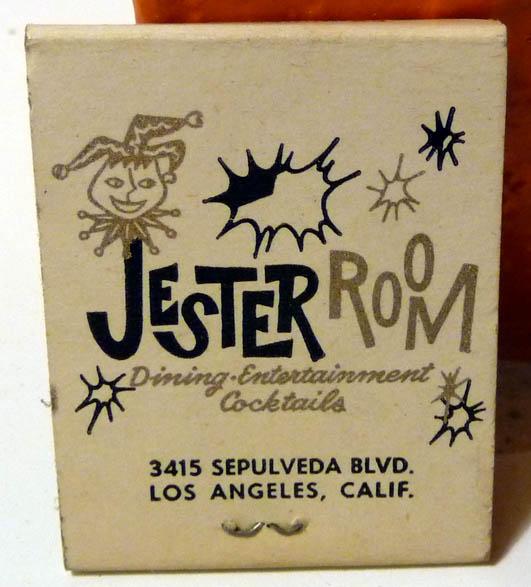 JESTER ROOM
Dining-Entertainment
Cocktails
3415 SEPULVEDA BLVD.
LOS ANGELES, CALIF.